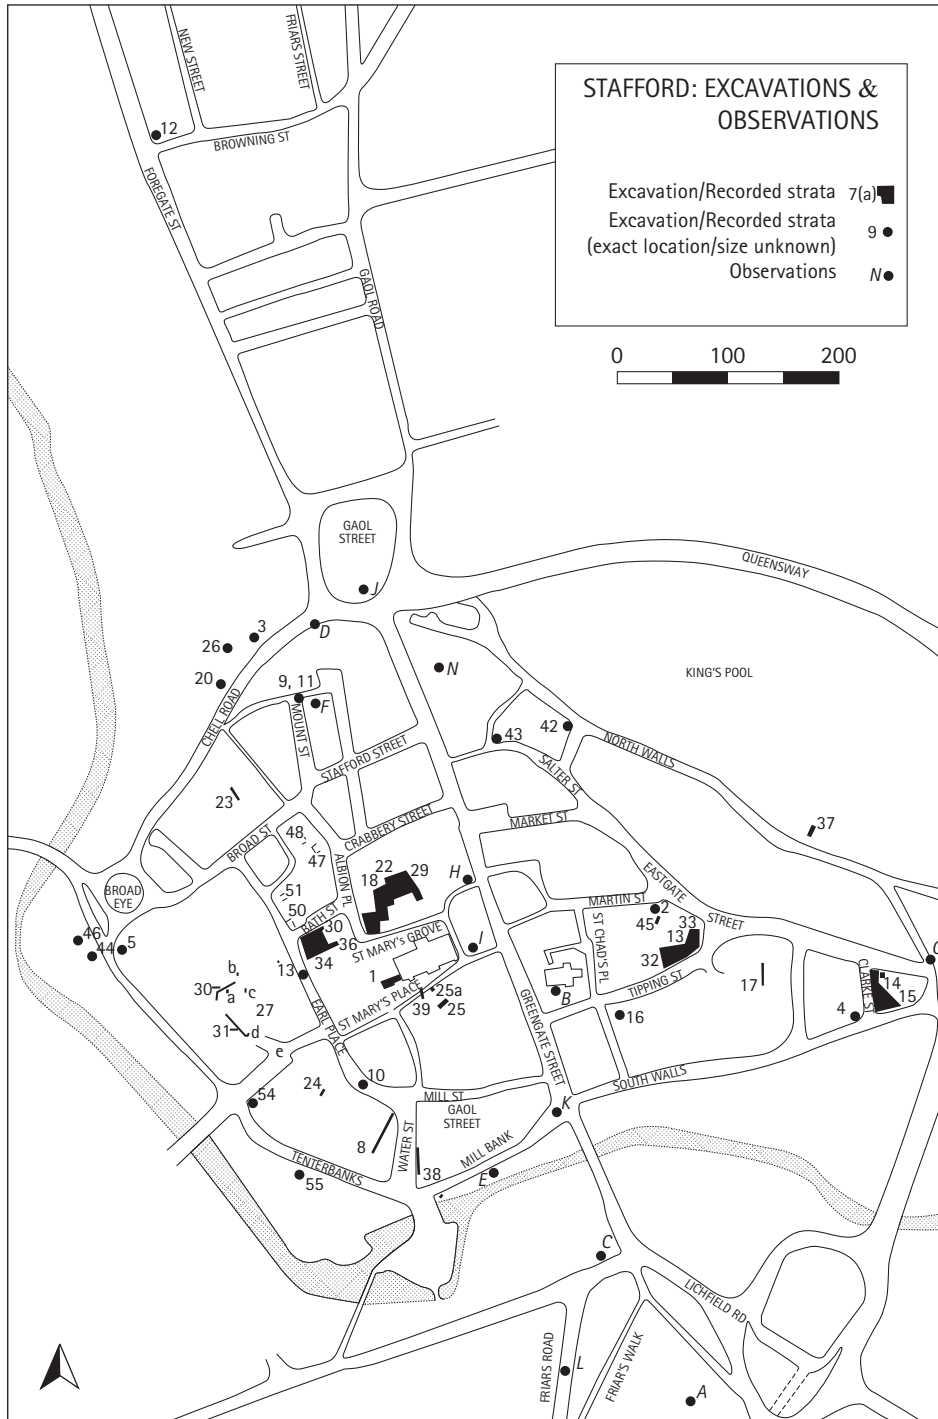 NEW STREET
FRIARS STREET
STAFFORD: EXCAVATIONS &
OBSERVATIONS
12
BROWNING ST
FOREGATE ST
Excavation/Recorded strata 7(a)
Excavation/Recorded strata
(exact location/size unknown) 9
Observations N
GAOL ROAD
0 100 200
GAOL
STREET
QUEENSWAY
J
3
D
26
N
KING'S POOL
20
9, 11
F
CHELL ROAD
MOUNT ST
42
43
NORTH WALLS
STAFFORD STREET
SALTER ST
23
CRABBERY STREET
MARKET ST
37
BROAD ST
48
47
ALBION PL
22
29
H
18
EASTGATE
STREET
BROAD
EYE
51
MARTIN ST
2
50
BATH ST
30
45
33
13
46
44
5
36
ST MARY'S GROVE
I
ST CHAD'S PL
34
32
b
13
1
TIPPING ST
CLARKE ST
14
30
a
c
27
EARL PLACE
ST MARY'S PLACE
25a
39
25
B
17
15
4
16
31
d
e
GREENGATE STREET
SOUTH WALLS
24
10
MILL ST
54
GAOL
STREET
K
8
WATER ST
MILL BANK
TENTERBANKS
38
E
55
C
LICHFIELD RD
FRIARS ROAD
FRIAR'S WALK
L
A